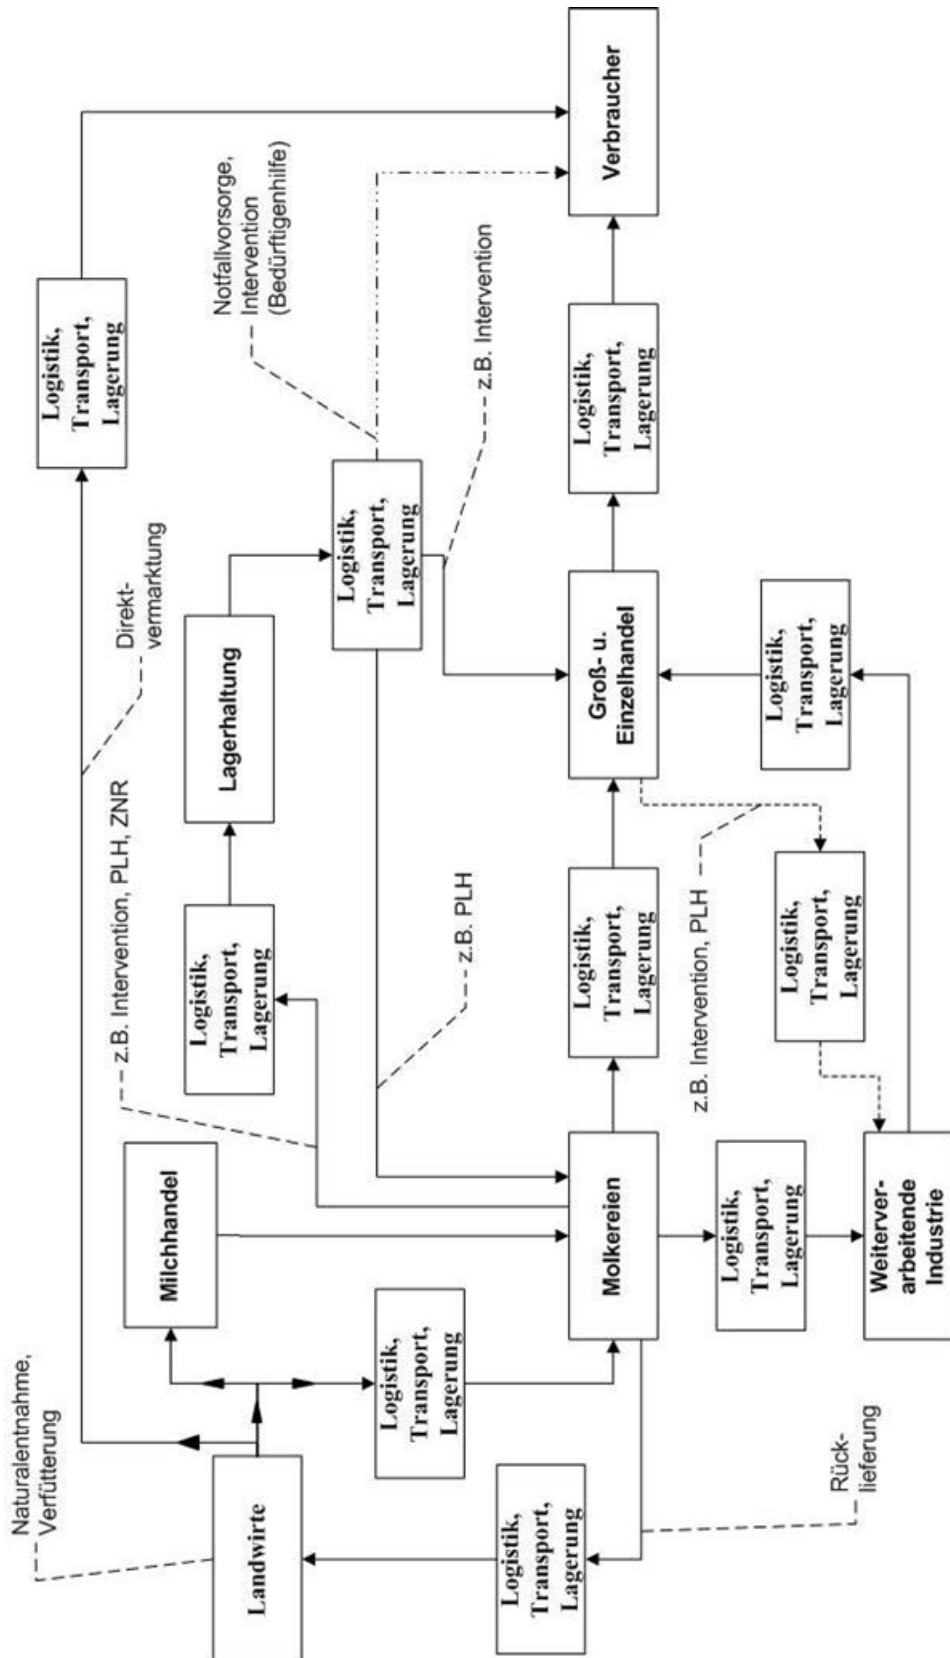 Naturalentnahme,
Verfütterung
Landwirte
Direkt-
vermarktung
Logistik,
Transport,
Lagerung
Milchhandel
z.B. Intervention, PLH, ZNR
Logistik,
Transport,
Lagerung
Lagerhaltung
Logistik,
Transport,
Lagerung
Notfallvorsorge,
Intervention
(Bedürftigenhilfe)
Logistik,
Transport,
Lagerung
z.B. PLH
z.B. Intervention
Logistik,
Transport,
Lagerung
Rück-
lieferung
Molkereien
Logistik,
Transport,
Lagerung
Groß- u.
Einzelhandel
Logistik,
Transport,
Lagerung
Verbraucher
Logistik,
Transport,
Lagerung
z.B. Intervention, PLH
Logistik,
Transport,
Lagerung
Logistik,
Transport,
Lagerung
Weiterver-
arbeitende
Industrie